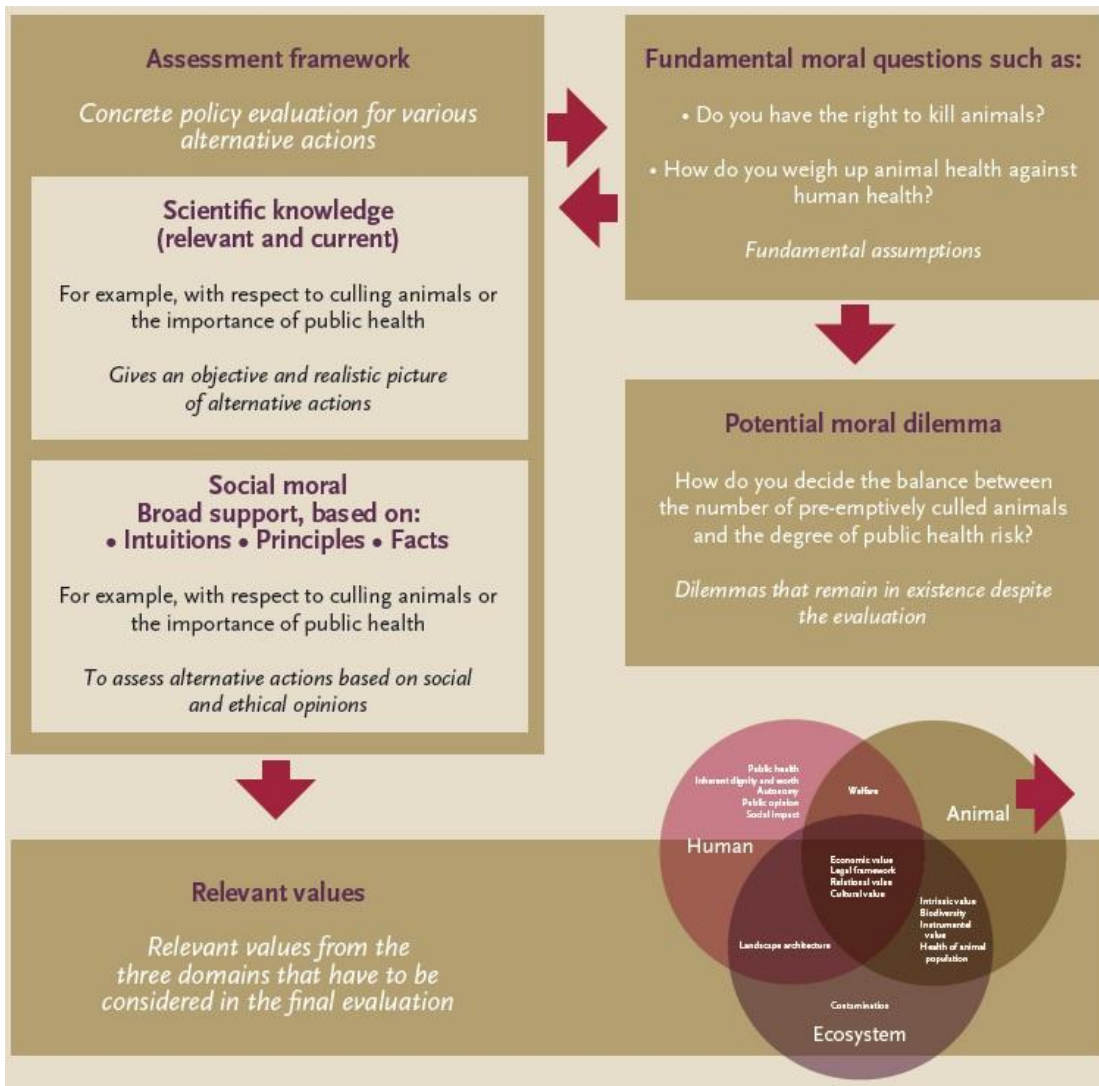 Assessment framework
Concrete policy evaluation for various
alternative actions
Scientific knowledge
(relevant and current)
For example, with respect to culling animals or
the importance of public health
Gives an objective and realistic picture
of alternative actions
Social moral
Broad support, based on:
• Intuitions • Principles • Facts
For example, with respect to culling animals or
the importance of public health
To assess alternative actions based on social
and ethical opinions
Fundamental moral questions such as:
• Do you have the right to kill animals?
• How do you weigh up animal health against
human health?
Fundamental assumptions
Potential moral dilemma
How do you decide the balance between
the number of pre-emptively culled animals
and the degree of public health risk?
Dilemmas that remain in existence despite
the evaluation
Relevant values
Relevant values from the
three domains that have to be
considered in the final evaluation
Public health
Inherent dignity and worth
Autonomy
Public opinion
Social impact
Human
Welfare
Animal
Economic value
Legal framework
Relational value
Cultural value
Intrinsic value
Biodiversity
Instrumental
value
Health of animal
population
Landscape architecture
Contamination
Ecosystem